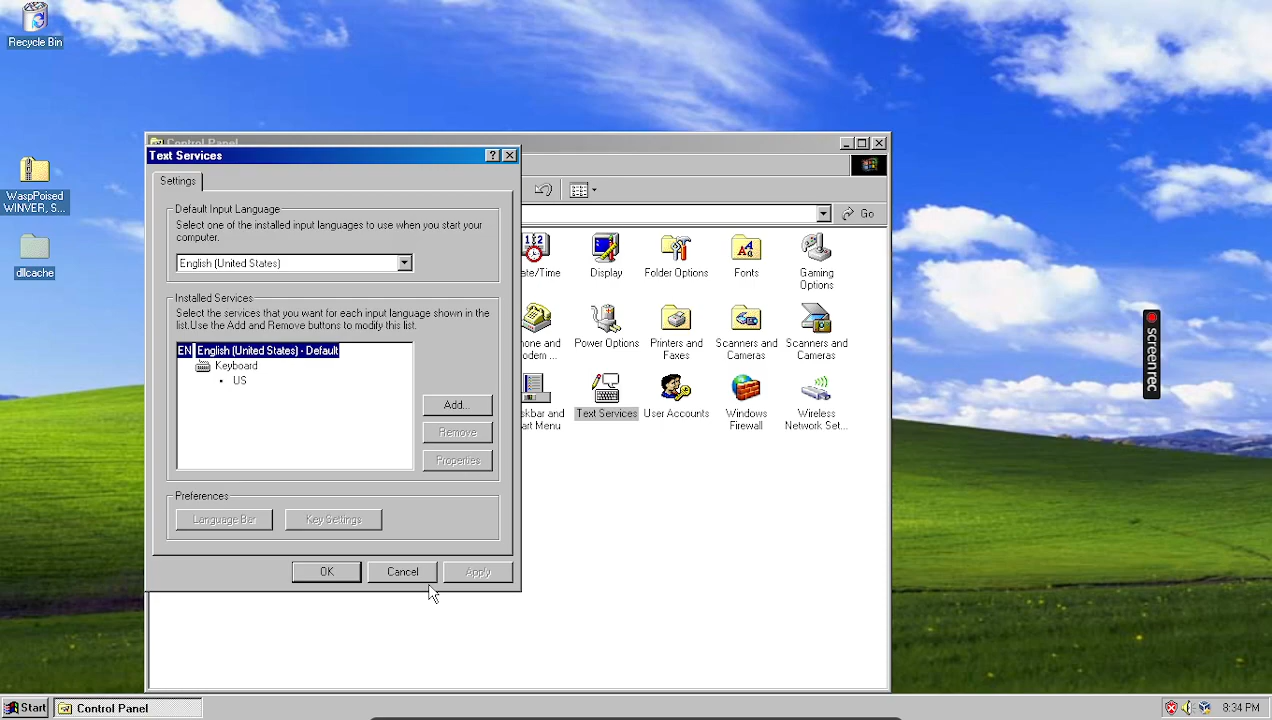 Recycle Bin
WaspPoised
WINVER, S...
dllcache
Control Panel
Text Services
Settings
Default Input Language
Select one of the installed input languages to use when you start your
computer.
English (United States)
Installed Services
Select the services that you want for each input language shown in the
list.Use the Add and Remove buttons to modify this list.
EN English (United States) - Default
Keyboard
• US
Add...
Remove
Properties
Preferences
Language Bar
Key Settings
OK
Cancel
Apply
Go
ate/Time
Display
Folder Options
Fonts
Gaming
Options
hone and
odem ...
Power Options
Printers and
Faxes
Scanners and
Cameras
Scanners and
Cameras
skbar and
art Menu
Text Services
User Accounts
Windows
Firewall
Wireless
Network Set...
screenrec
Start
Control Panel
8:34 PM